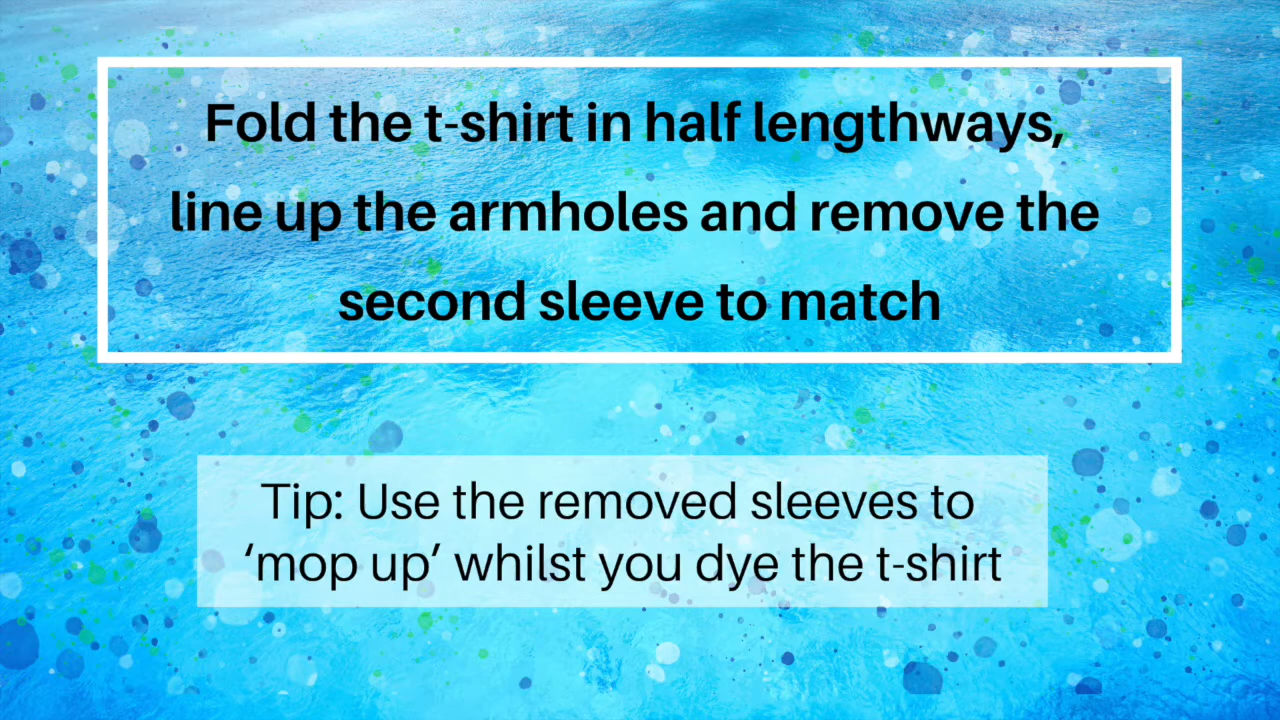 Fold the t-shirt in half lengthways,
line up the armholes and remove the
second sleeve to match
Tip: Use the removed sleeves to
‘mop up’ whilst you dye the t-shirt